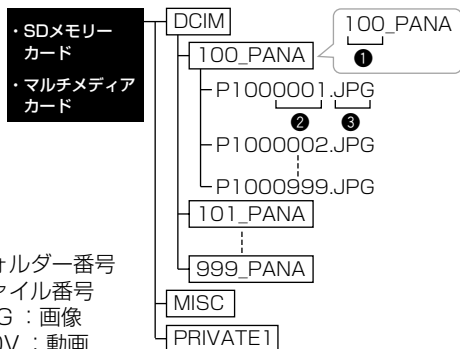 ・SDメモリー
カード
・マルチメディア
カード
DCIM
100_PANA
100_PANA
❶
P1000001.JPG
❷ ❸
P1000002.JPG
P1000999.JPG
101_PANA
999_PANA
MISC
PRIVATE1
ォルダー番号
ァイル番号
G ：画像
V ：動画